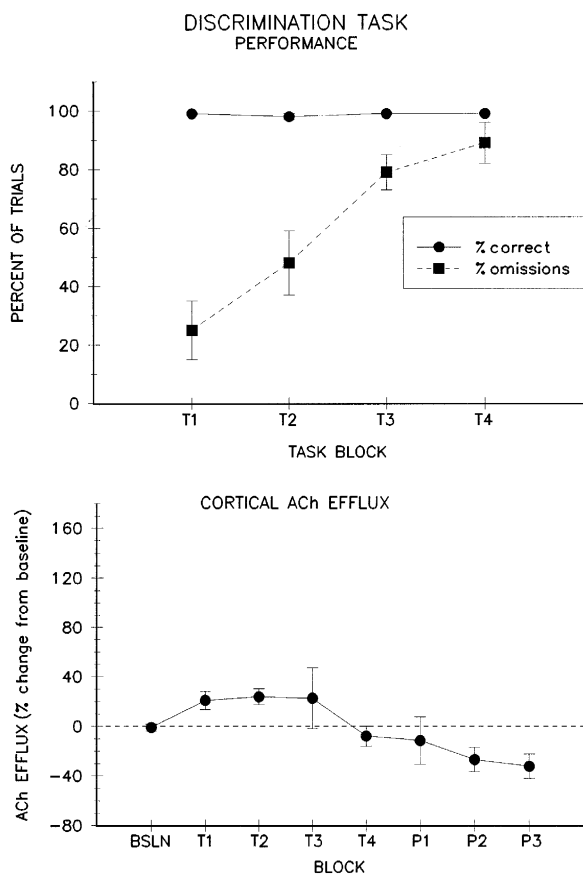 DISCRIMINATION TASK
PERFORMANCE
PERCENT OF TRIALS
100
80
60
40
20
0
% correct
% omissions
T1 T2 T3 T4
TASK BLOCK
CORTICAL ACh EFFLUX
ACh EFFLUX (% change from baseline)
160
120
80
40
0
-40
-80
BSLN T1 T2 T3 T4 P1 P2 P3
BLOCK